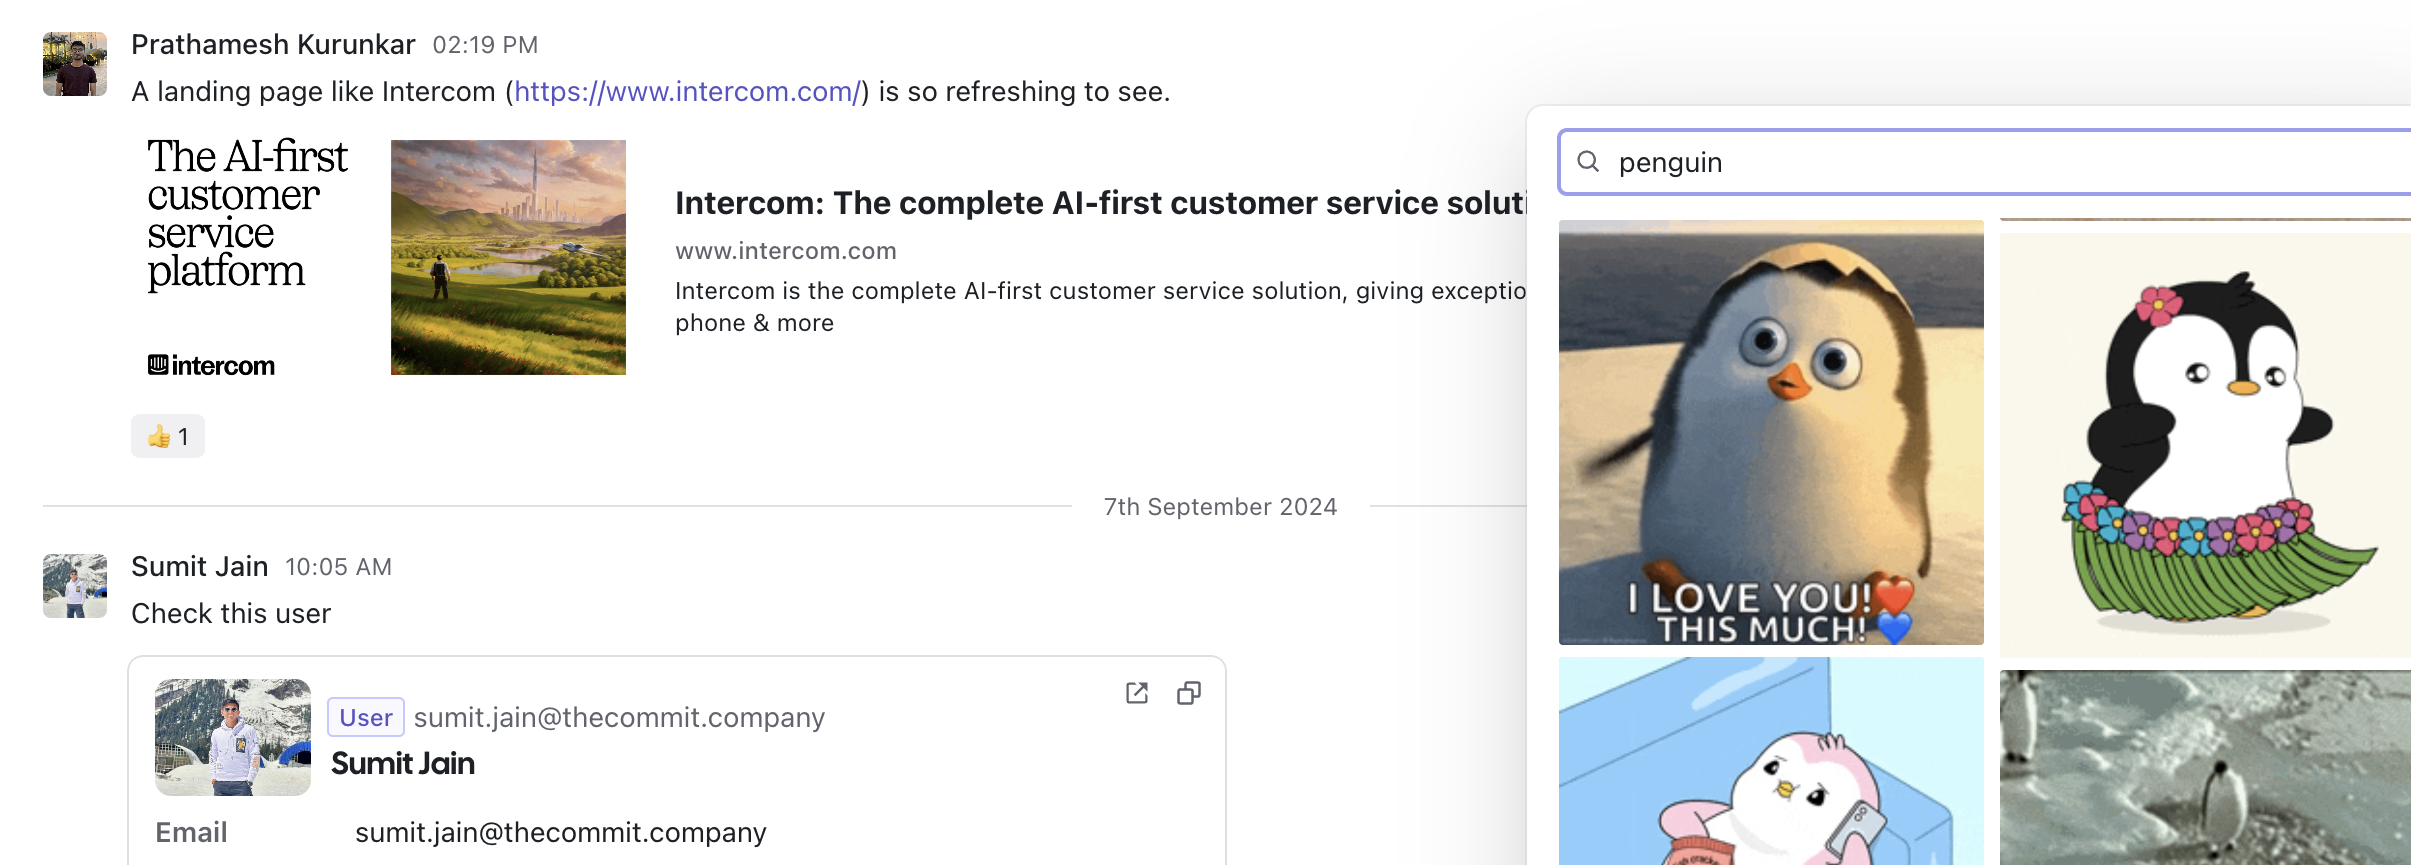 Prathamesh Kurunkar 02:19 PM
A landing page like Intercom (https://www.intercom.com/) is so refreshing to see.
The AI-first
customer
service
platform
intercom
Intercom: The complete AI-first customer service soluti
www.intercom.com
Intercom is the complete AI-first customer service solution, giving exceptio
phone & more
👍 1
7th September 2024
Sumit Jain 10:05 AM
Check this user
User sumit.jain@thecommit.company
Sumit Jain
Email sumit.jain@thecommit.company
penguin
I LOVE YOU!❤️
THIS MUCH!💙